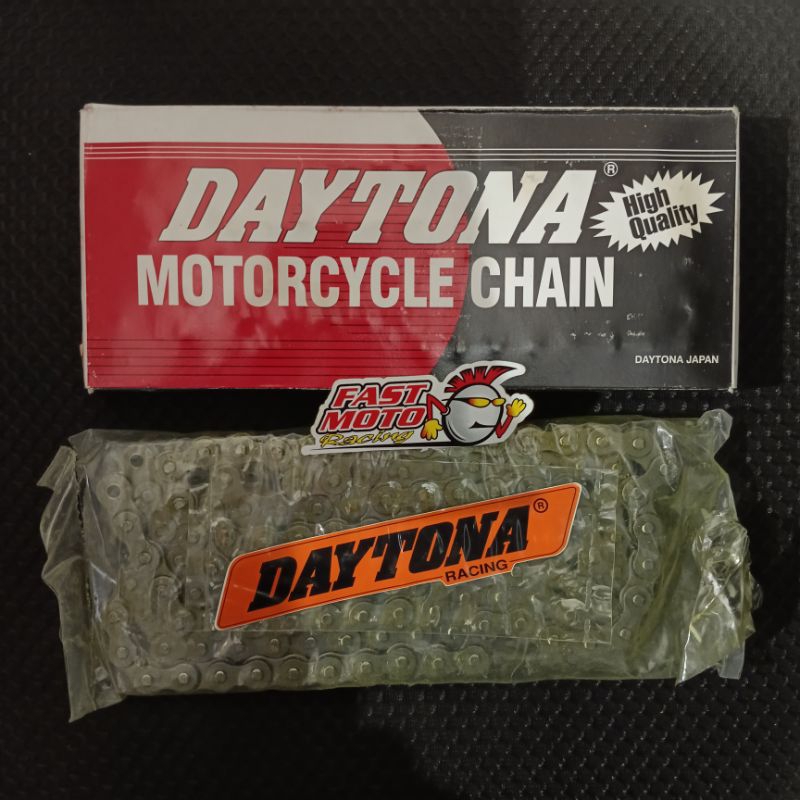 DAYTONA®
High
Quality
MOTORCYCLE CHAIN
DAYTONA JAPAN
FAST
MOTO
Racing
DAYTONA®
RACING